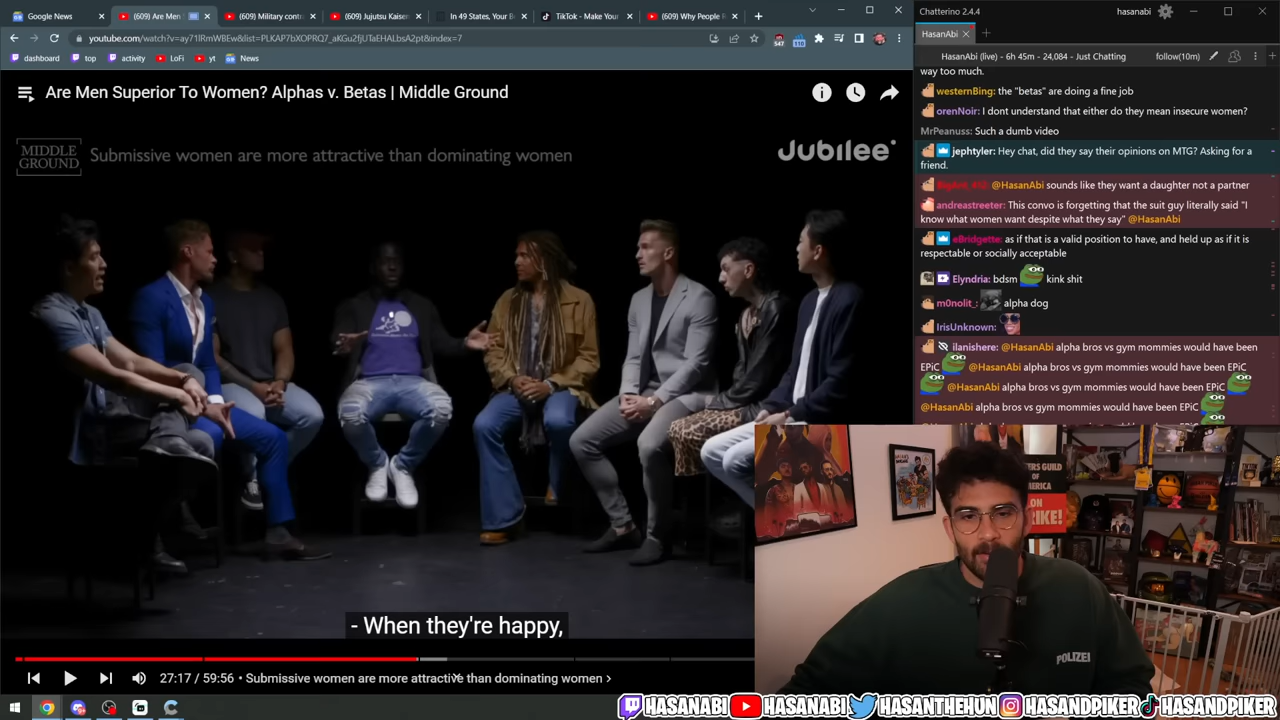 Google News
(609) Are Men
(609) Military contr
(609) Jujutsu Kaisen
In 49 States, Your B
TikTok - Make Your
(609) Why People R
youtube.com/watch?v=ay71lRmWBEw&list=PLKAP7bXOPRQ7_aKGu2fjUTaEHALbsA2pt&index=7
547
110
dashboard
top
activity
LoFi
yt
News
Are Men Superior To Women? Alphas v. Betas | Middle Ground
MIDDLE
GROUND
Submissive women are more attractive than dominating women
Jubilee
- When they're happy,
27:17 / 59:56 • Submissive women are more attractive than dominating women
Chatterino 2.4.4
hasanabi
HasanAbi
HasanAbi (live) - 6h 45m - 24,084 - Just Chatting
follow(10m)
way too much.
westernBing: the "betas" are doing a fine job
orenNoir: I dont understand that either do they mean insecure women?
MrPeanuss: Such a dumb video
jephtyler: Hey chat, did they say their opinions on MTG? Asking for a
friend.
@HasanAbi sounds like they want a daughter not a partner
andreastreeter: This convo is forgetting that the suit guy literally said "I
know what women want despite what they say" @HasanAbi
eBridgette: as if that is a valid position to have, and held up as if it is
respectable or socially acceptable
Elyndria: bdsm kink shit
m0nolit_: alpha dog
IrisUnknown:
ilanishere: @HasanAbi alpha bros vs gym mommies would have been
EPiC @HasanAbi alpha bros vs gym mommies would have been EPiC
@HasanAbi alpha bros vs gym mommies would have been EPiC
@HasanAbi alpha bros vs gym mommies would have been EPiC
ERS GUILD OF
MERICA
ON
RIKE!
POLIZEI
HASANABI
HASANABI
HASANTHEHUN
HASANDPIKER
HASANDPIKER